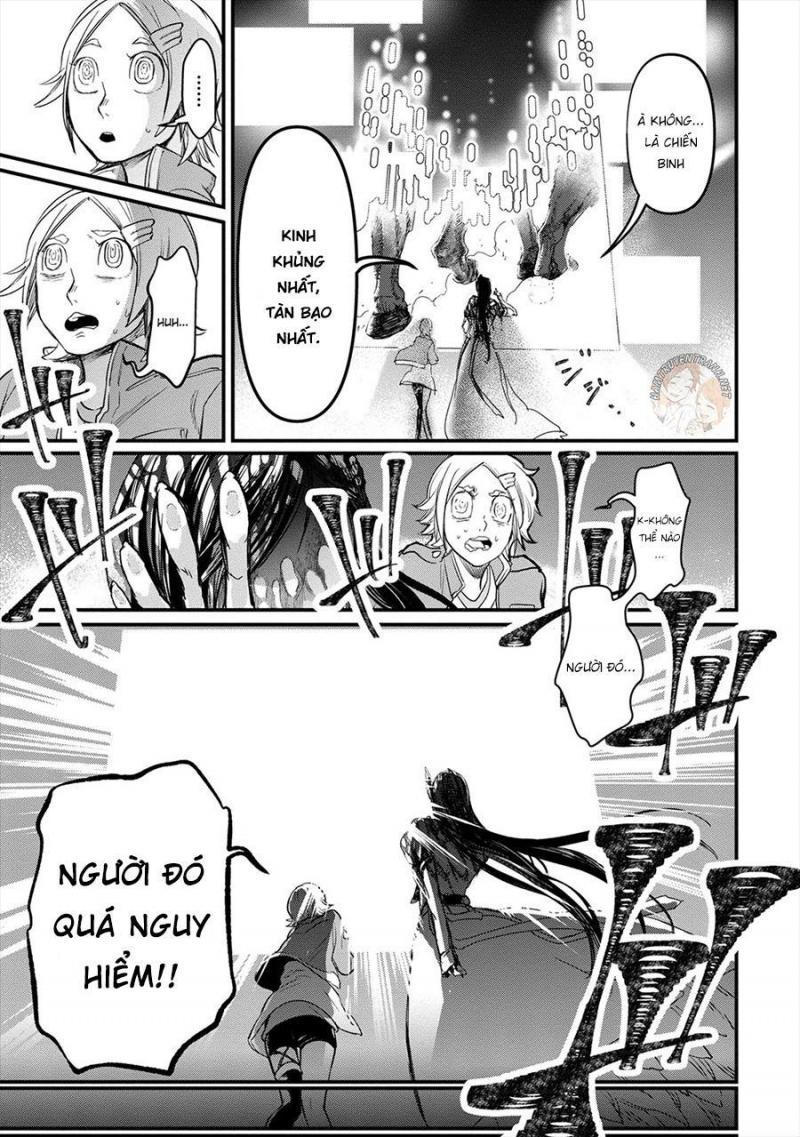 À KHÔNG...
LÀ CHIẾN
BINH
KINH
KHỦNG
NHẤT,
TÀN BẠO
NHẤT.
......
HUH...
K-KHÔNG
THỂ NÀO
...
NGƯỜI ĐÓ...
NGƯỜI ĐÓ
QUÁ NGUY
HIỂM!!